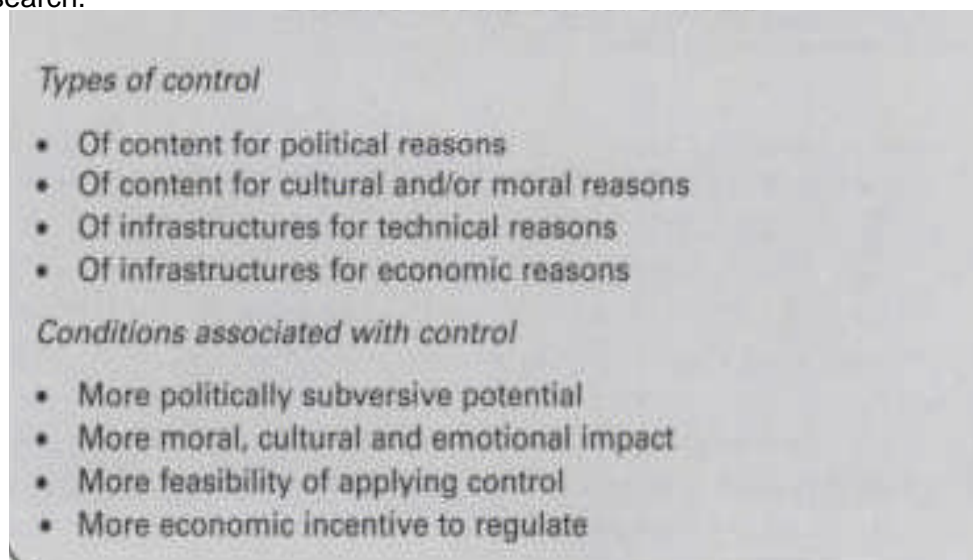 search.
Types of control
• Of content for political reasons
• Of content for cultural and/or moral reasons
• Of infrastructures for technical reasons
• Of infrastructures for economic reasons
Conditions associated with control
• More politically subversive potential
• More moral, cultural and emotional impact
• More feasibility of applying control
• More economic incentive to regulate